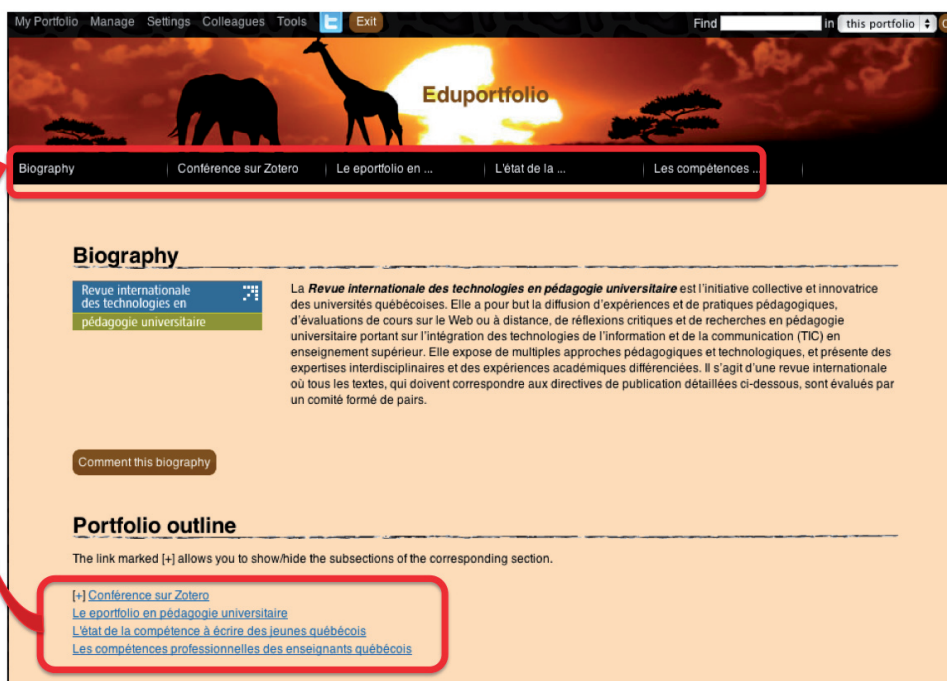 My Portfolio Manage Settings Colleagues Tools Exit Find in this portfolio
Eduportfolio
Biography Conférence sur Zotero Le eportfolio en ... L'état de la ... Les compétences ...
Biography
Revue internationale
des technologies en
pédagogie universitaire
La Revue internationale des technologies en pédagogie universitaire est l'initiative collective et innovatrice
des universités québécoises. Elle a pour but la diffusion d'expériences et de pratiques pédagogiques,
d'évaluations de cours sur le Web ou à distance, de réflexions critiques et de recherches en pédagogie
universitaire portant sur l'intégration des technologies de l'information et de la communication (TIC) en
enseignement supérieur. Elle expose de multiples approches pédagogiques et technologiques, et présente des
expertises interdisciplinaires et des expériences académiques différenciées. Il s'agit d'une revue internationale
où tous les textes, qui doivent correspondre aux directives de publication détaillées ci-dessous, sont évalués par
un comité formé de pairs.
Comment this biography
Portfolio outline
The link marked [+] allows you to show/hide the subsections of the corresponding section.
[+] Conférence sur Zotero
Le eportfolio en pédagogie universitaire
L'état de la compétence à écrire des jeunes québécois
Les compétences professionnelles des enseignants québécois